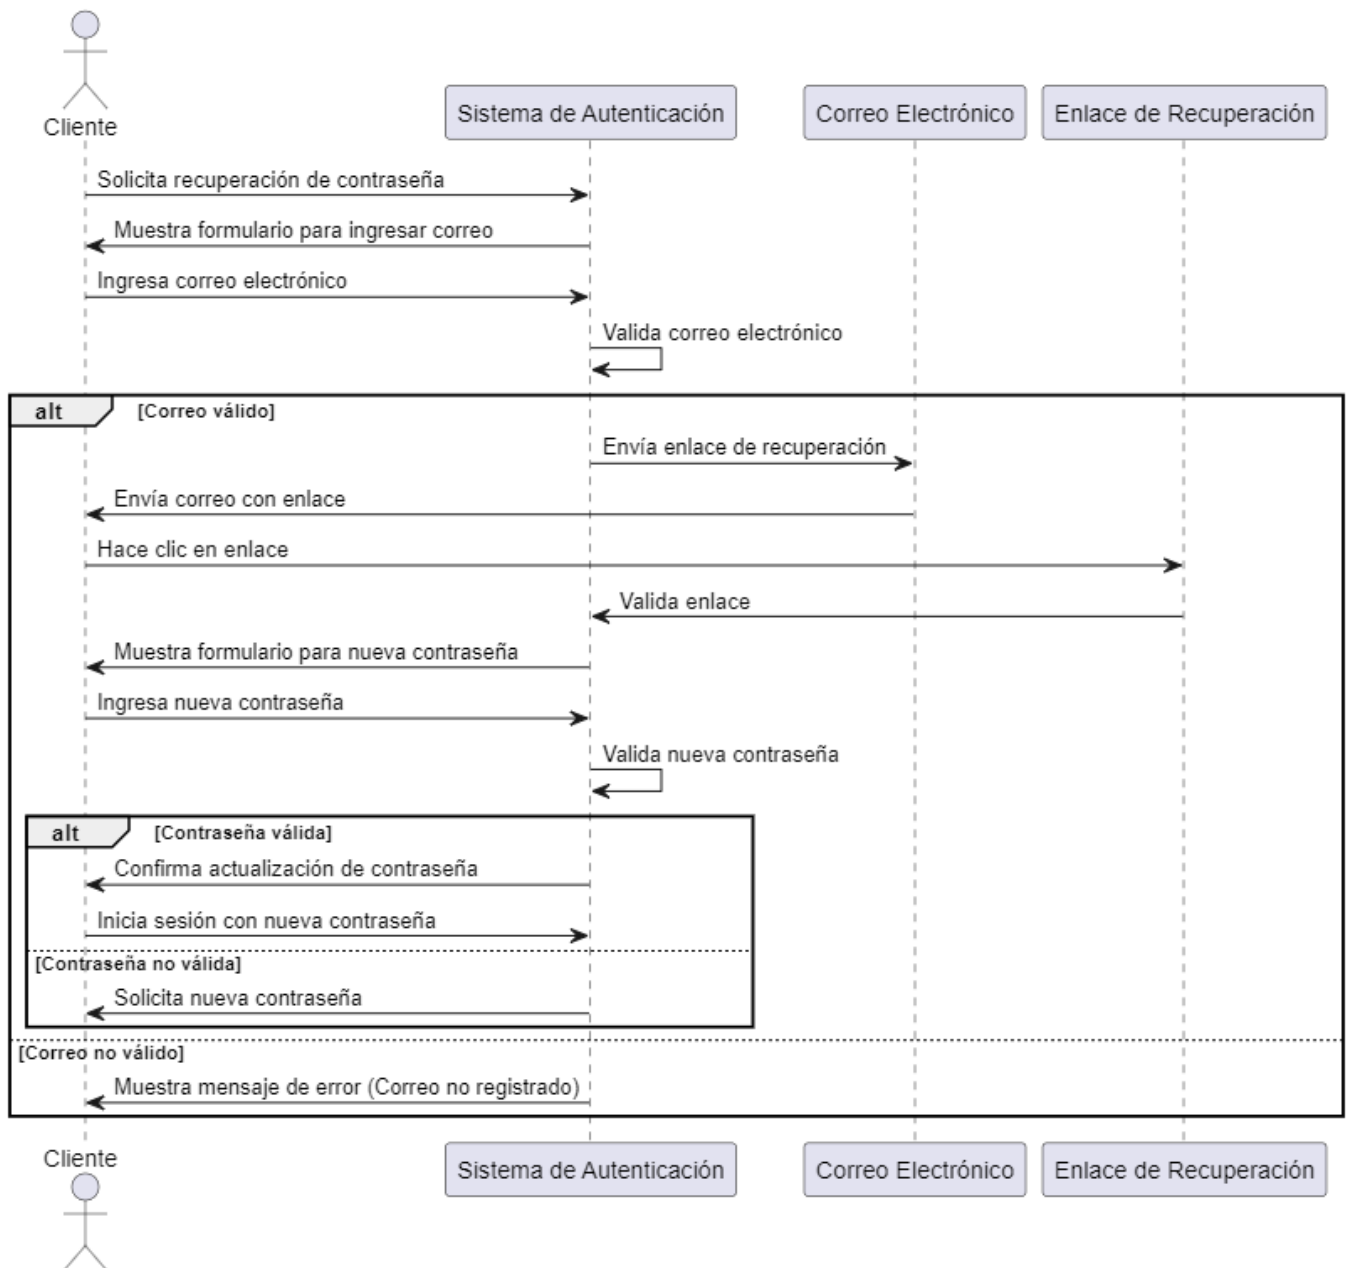 Cliente
Sistema de Autenticación
Correo Electrónico
Enlace de Recuperación
Solicita recuperación de contraseña
Muestra formulario para ingresar correo
Ingresa correo electrónico
Valida correo electrónico
alt
[Correo válido]
Envía enlace de recuperación
Envía correo con enlace
Hace clic en enlace
Valida enlace
Muestra formulario para nueva contraseña
Ingresa nueva contraseña
Valida nueva contraseña
alt
[Contraseña válida]
Confirma actualización de contraseña
Inicia sesión con nueva contraseña
[Contraseña no válida]
Solicita nueva contraseña
[Correo no válido]
Muestra mensaje de error (Correo no registrado)
Cliente
Sistema de Autenticación
Correo Electrónico
Enlace de Recuperación